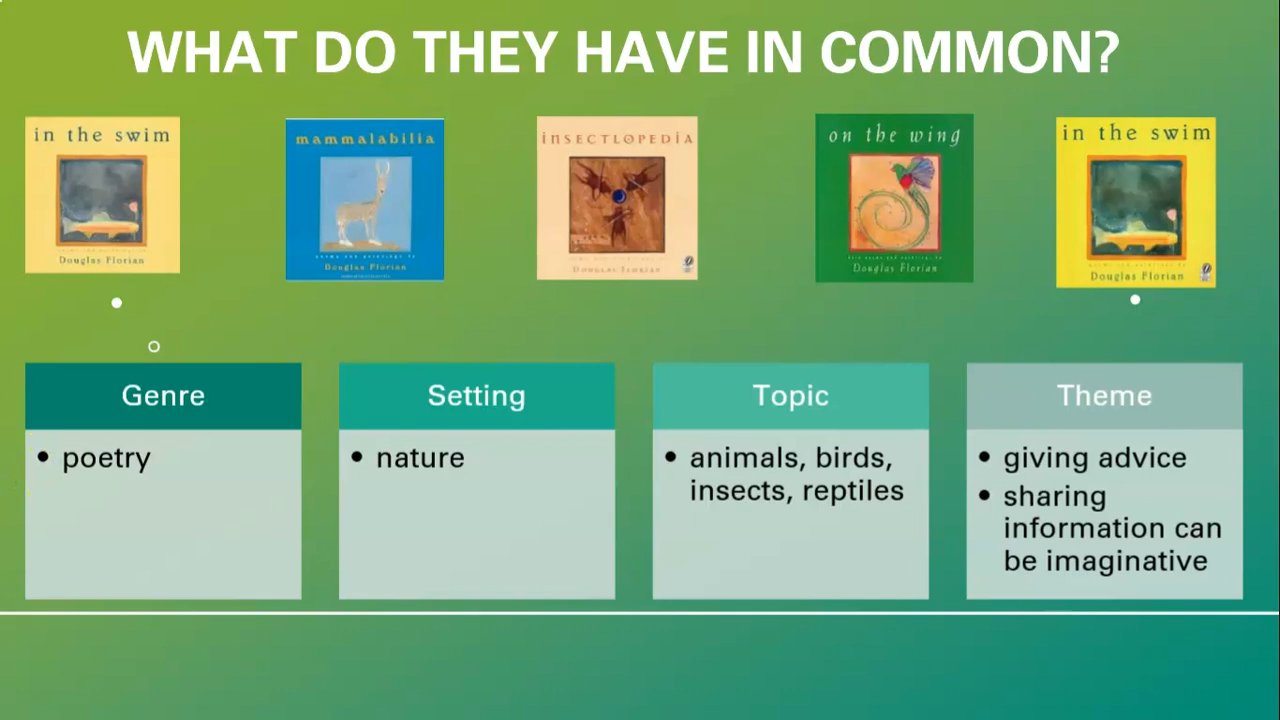 WHAT DO THEY HAVE IN COMMON?
in the swim
Douglas Florian
mammalabilia
Douglas Florian
INSECTLOPEDIA
Douglas Florian
on the wing
Douglas Florian
in the swim
Douglas Florian
Genre
• poetry
Setting
• nature
Topic
• animals, birds,
insects, reptiles
Theme
• giving advice
• sharing
information can
be imaginative